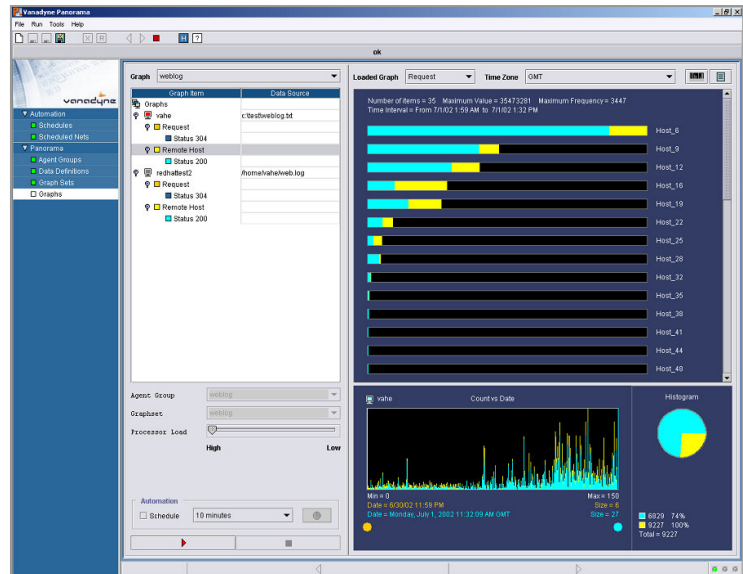 Vanadyne Panorama
File Run Tools Help
H ?
ok
vanadyne
Automation
Schedules
Scheduled Nets
Panorama
Agent Groups
Data Definitions
Graph Sets
Graphs
Graph weblog
Graph Item Data Source
Graphs
vahe c:\test\weblog.txt
Request
Status 304
Remote Host
Status 200
redhattest2 /home/vahe/web.log
Request
Status 304
Remote Host
Status 200
Agent Group weblog
Graphset weblog
Processor Load
High Low
Automation
Schedule 10 minutes
Loaded Graph Request Time Zone GMT
Number of items = 35 Maximum Value = 35473281 Maximum Frequency= 3447
Time Interval = From 7/1/02 1:59 AM to 7/1/02 1:32 PM
Host_6
Host_9
Host_12
Host_16
Host_19
Host_22
Host_25
Host_28
Host_32
Host_35
Host_38
Host_41
Host_44
Host_48
vahe Count vs Date
Min = 0 Max = 150
Date = 6/30/02 11:59 PM Size = 6
Date = Monday, July 1, 2002 11:32:09 AM GMT Size = 27
Histogram
6829 74%
9227 100%
Total = 9227